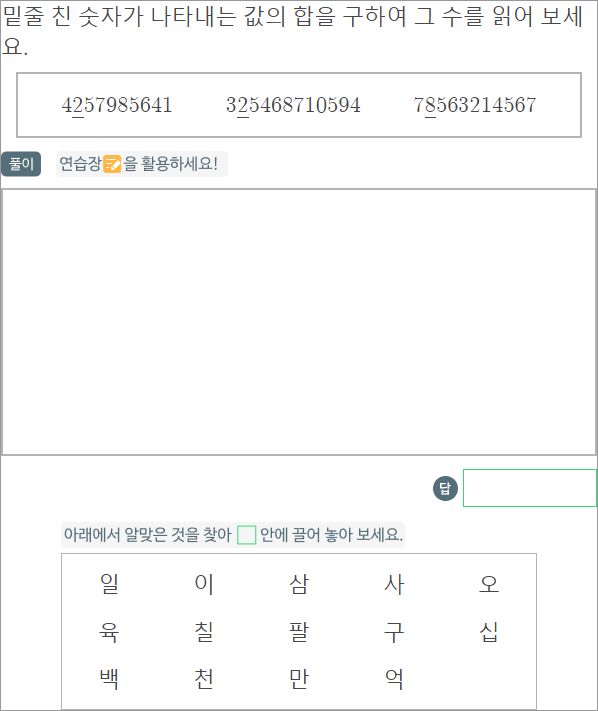 밑줄 친 숫자가 나타내는 값의 합을 구하여 그 수를 읽어 보세
요.
4257985641 325468710594 78563214567
풀이 연습장 을 활용하세요!
답
아래에서 알맞은 것을 찾아 안에 끌어 놓아 보세요.
일 이 삼 사 오
육 칠 팔 구 십
백 천 만 억